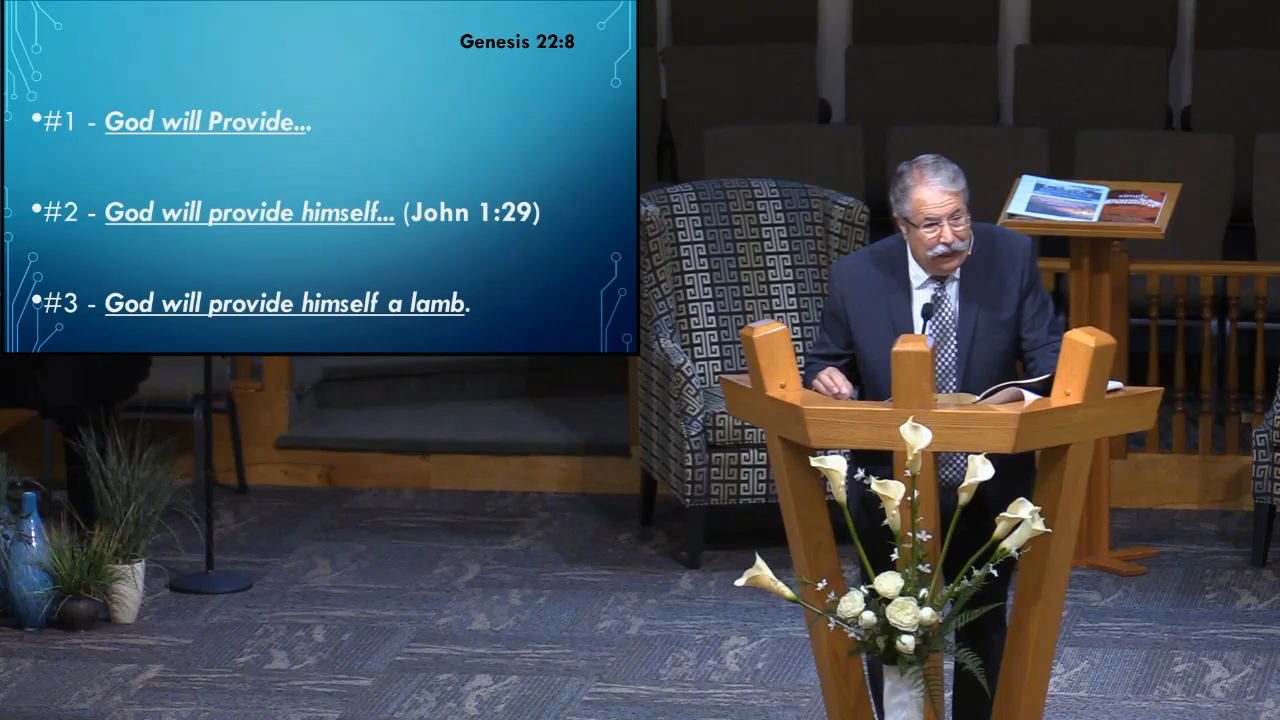 Genesis 22:8
•#1 - God will Provide...
•#2 - God will provide himself... (John 1:29)
•#3 - God will provide himself a lamb.
simply